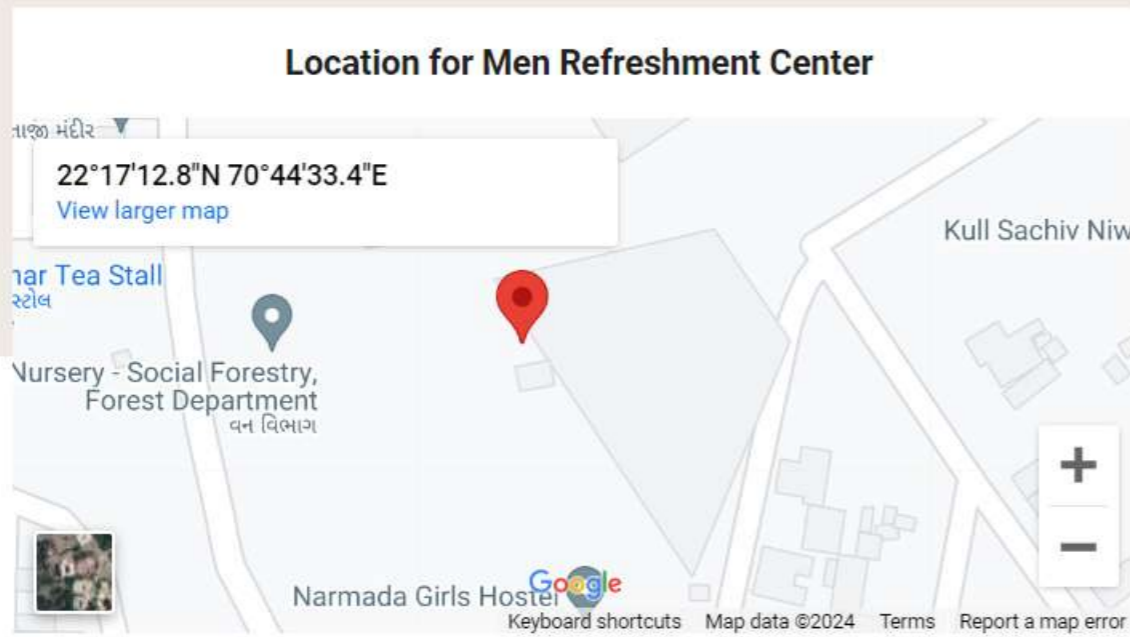 Location for Men Refreshment Center
મંદીર
22°17'12.8"N 70°44'33.4"E
View larger map
Kull Sachiv Niw
nar Tea Stall
સ્ટોલ
Nursery - Social Forestry,
Forest Department
વન વિભાગ
Narmada Girls Hostel
Google
Keyboard shortcuts Map data ©2024 Terms Report a map error